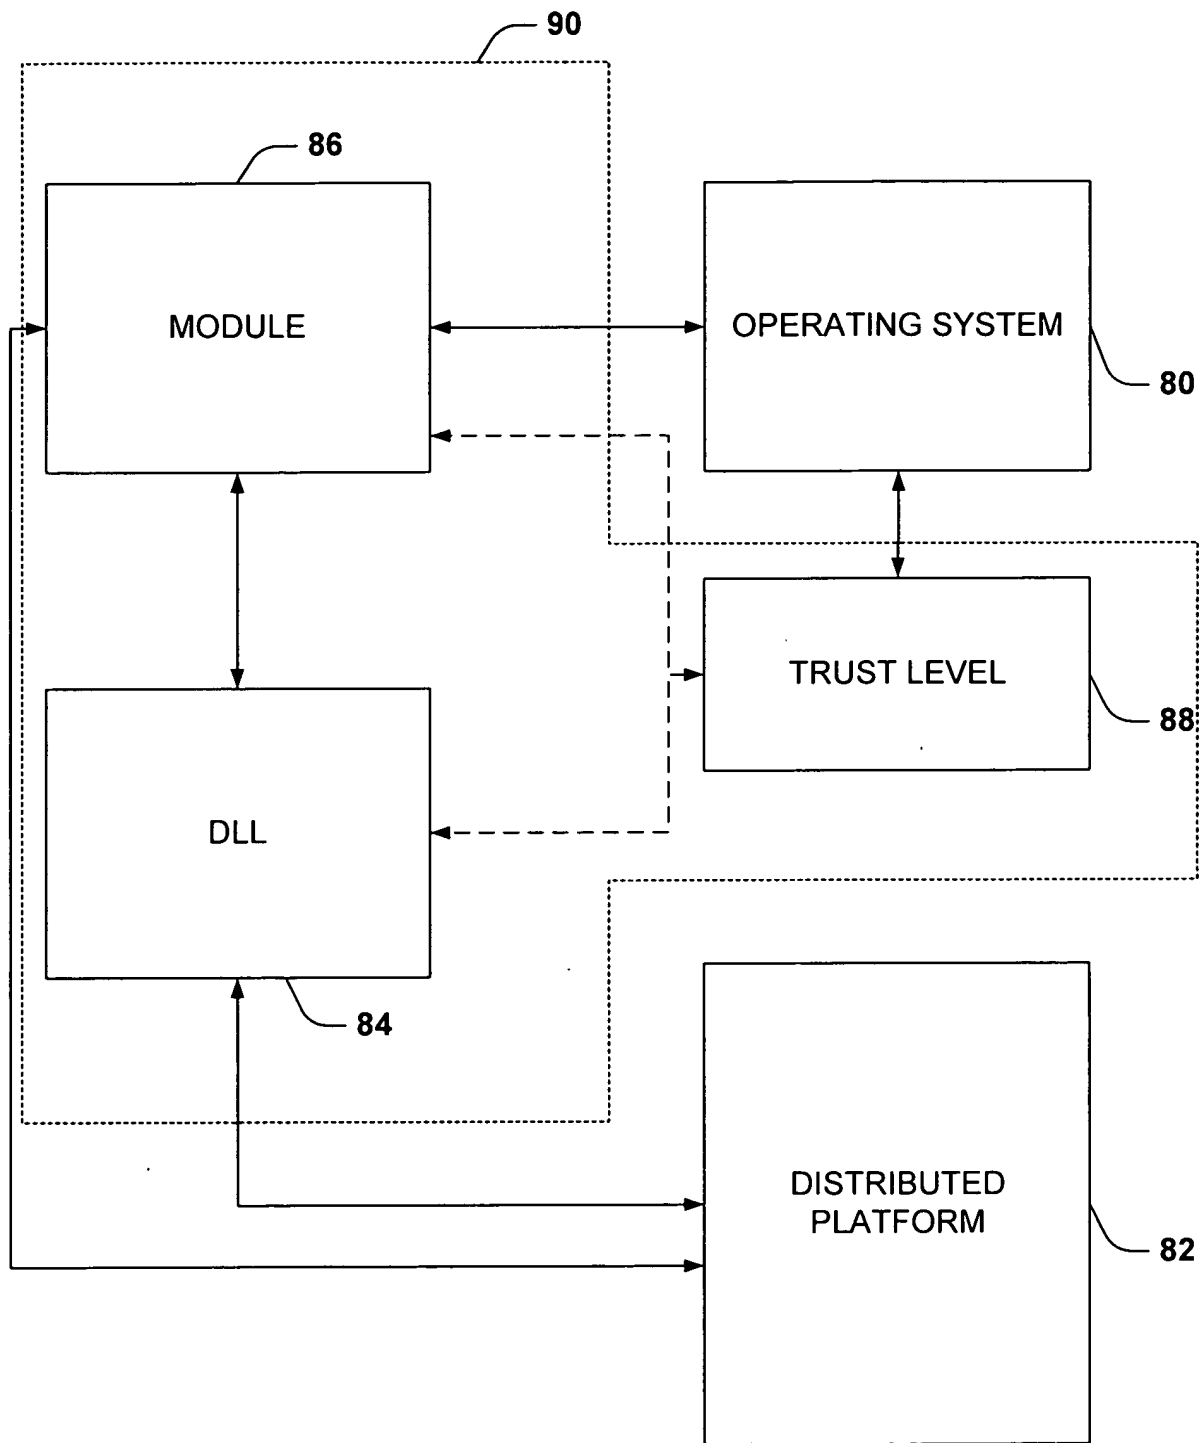 90
86
MODULE
OPERATING SYSTEM
80
TRUST LEVEL
88
DLL
84
DISTRIBUTED
PLATFORM
82